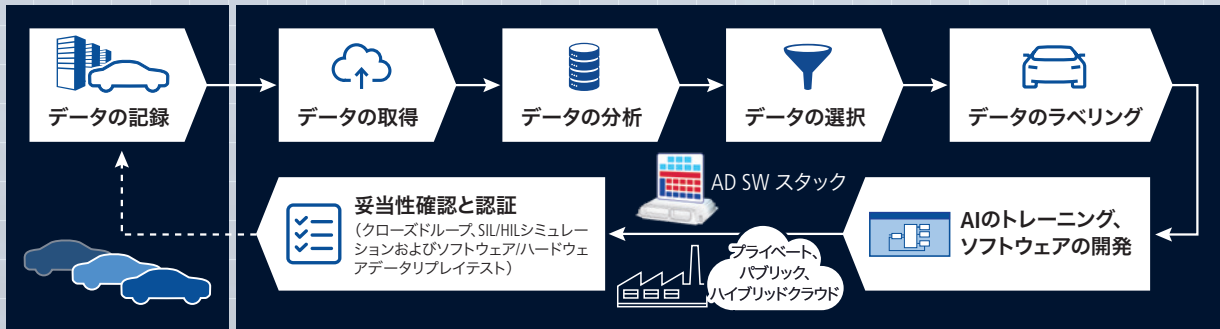 データの記録
データの取得
データの分析
データの選択
データのラベリング
AD SW スタック
妥当性確認と認証
(クローズドループ、SIL/HILシミュレー
ションおよびソフトウェア/ハードウェ
アデータリプレイテスト)
プライベート、
パブリック、
ハイブリッドクラウド
AIのトレーニング、
ソフトウェアの開発